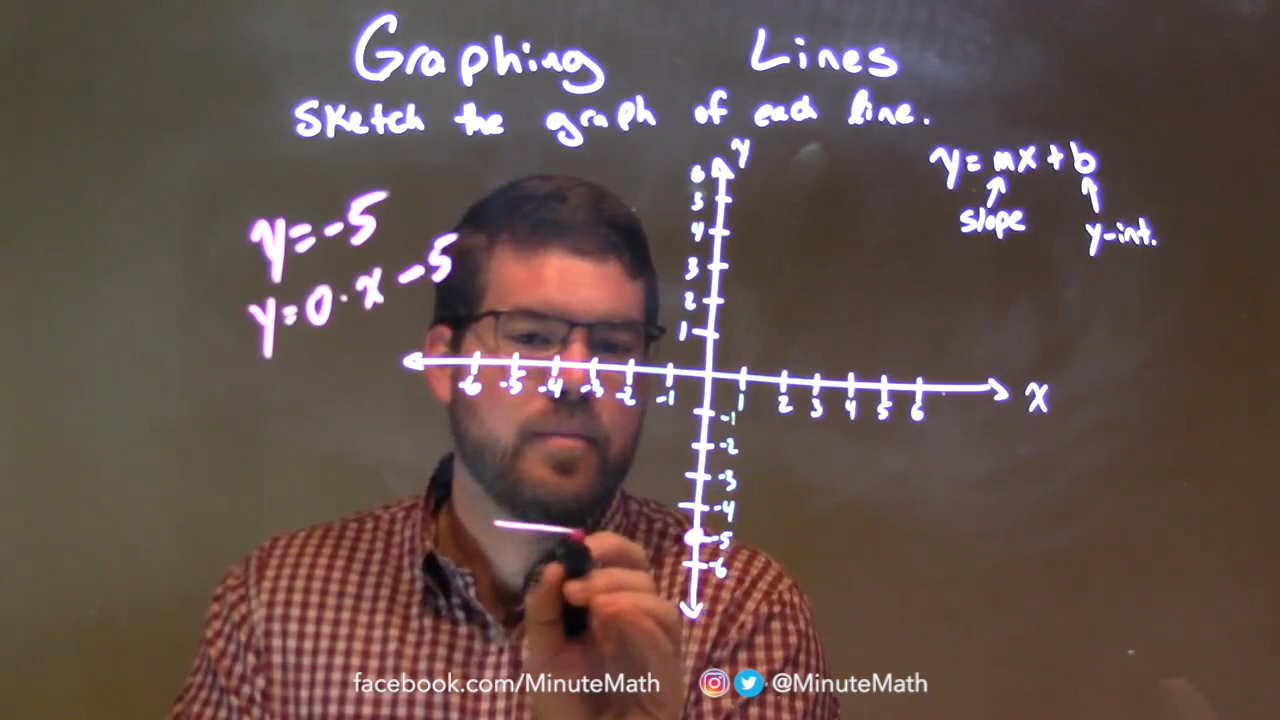 Graphing Lines
Sketch the graph of each line.
y = mx + b
slope
y-int.
y = -5
y = 0 · x - 5
y
6
5
4
3
2
1
-6 -5 -4 -3 -2 -1 1 2 3 4 5 6 x
-1
-2
-3
-4
-5
-6
facebook.com/MinuteMath @MinuteMath